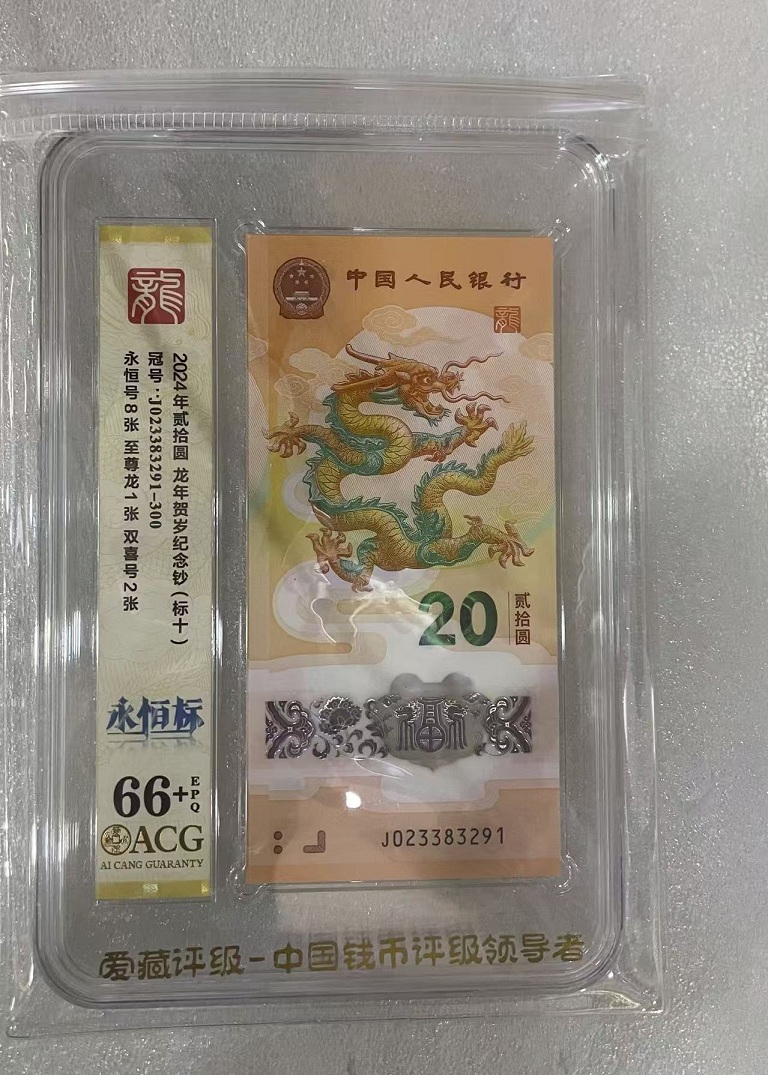 龍
2024年贰拾圆 龙年贺岁纪念钞(标十)
冠号:J023383291-300
永恒号8张 至尊龙1张 双喜号2张
永恒标
66+
EPQ
ACG
AI CANG GUARANTY
中国人民银行
龍
20
贰拾圆
福
J023383291
爱藏评级-中国钱币评级领导者